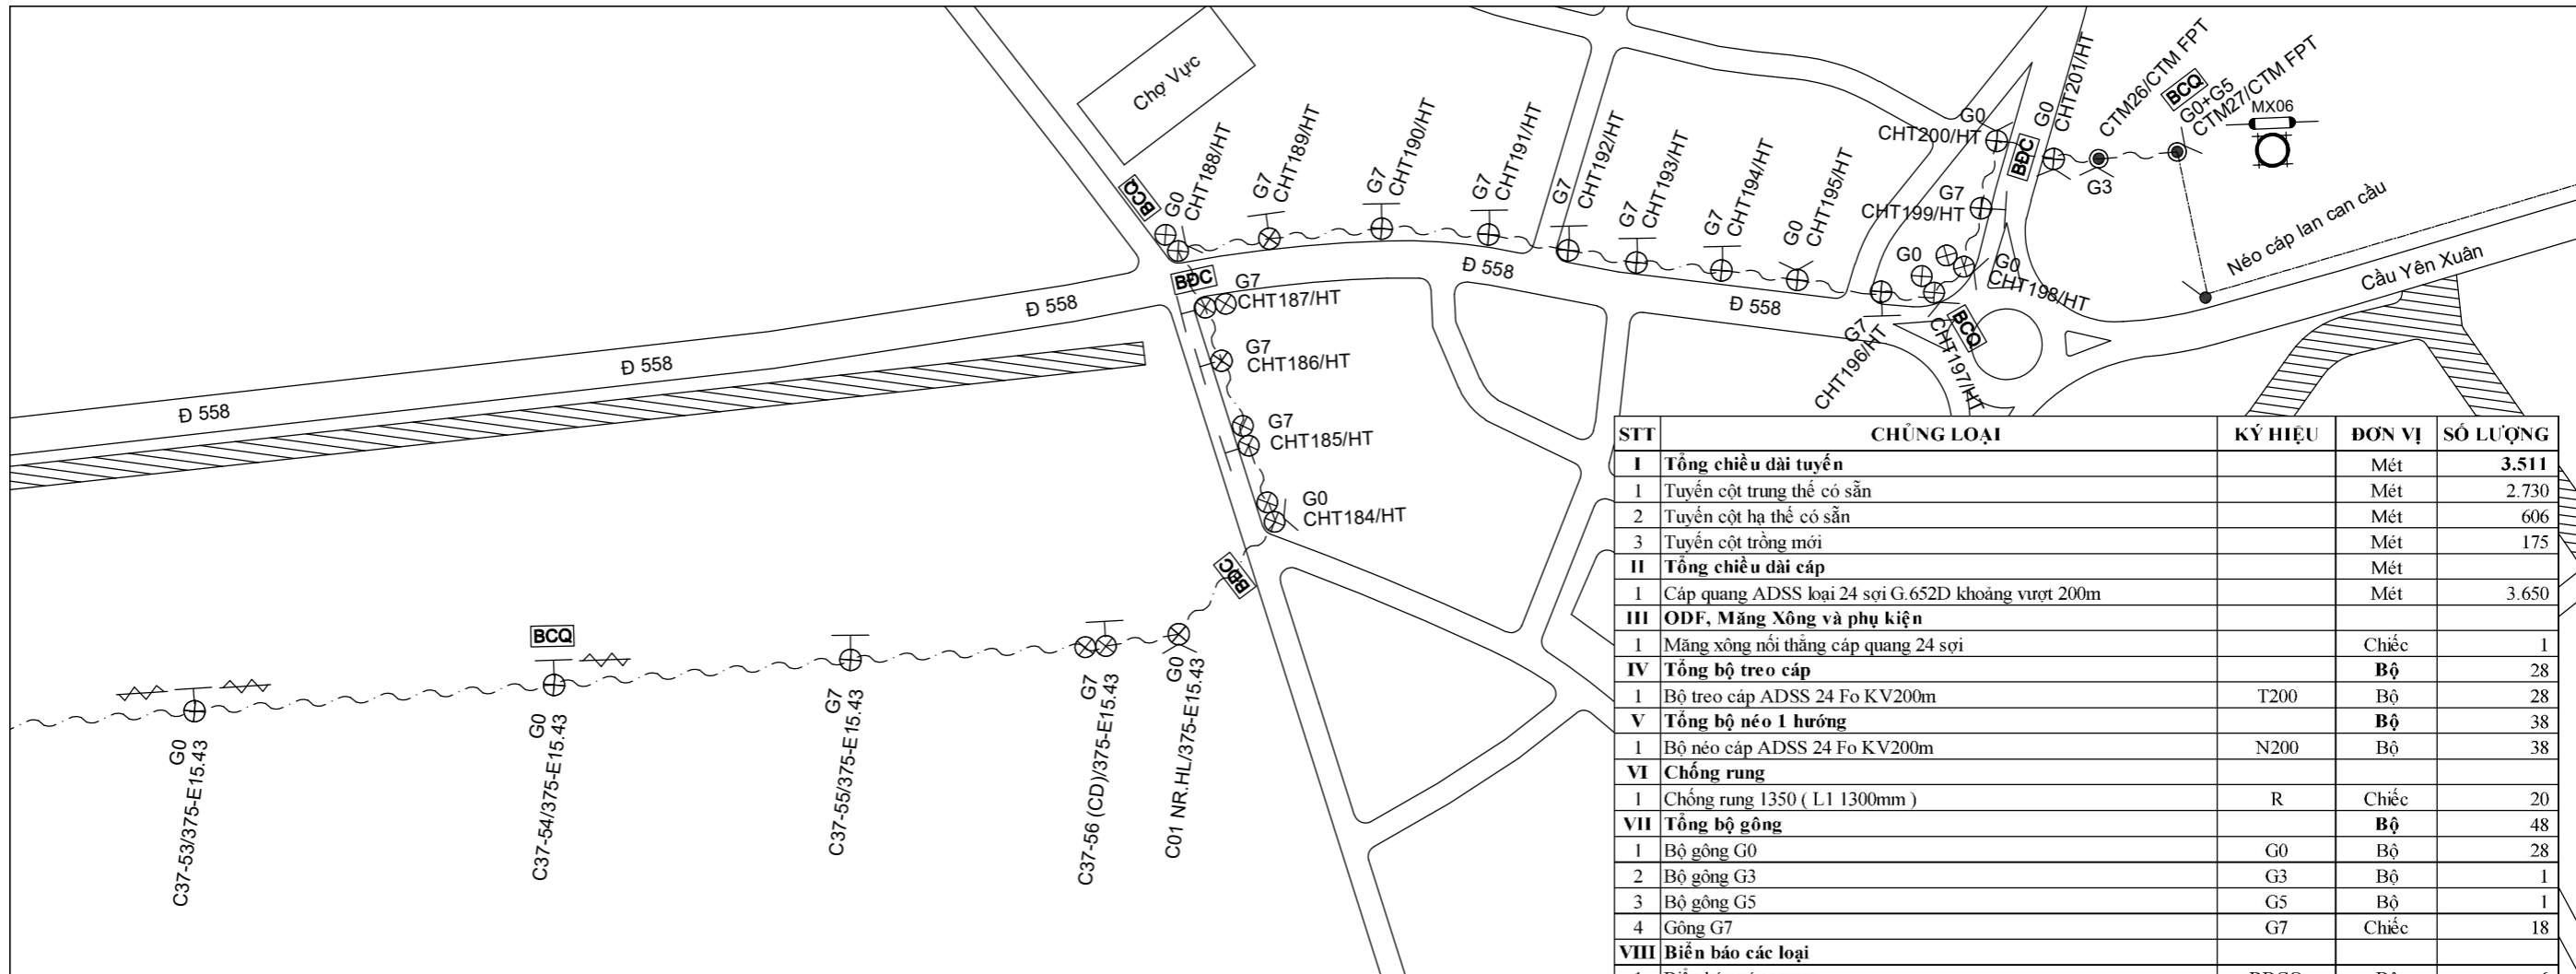 Chợ Vực
BCQ
G0
CHT188/HT
G7
CHT189/HT
G7
CHT190/HT
G7
CHT191/HT
G7
CHT192/HT
G7
CHT193/HT
G7
CHT194/HT
G0
CHT195/HT
G7
CHT196/HT
G0
CHT197/HT
BCQ
G0
CHT198/HT
G7
CHT199/HT
G0
CHT200/HT
BĐC
G0
CHT201/HT
G3
CTM26/CTM FPT
BCQ
G0+G5
CTM27/CTM FPT
MX06
Néo cáp lan can cầu
Cầu Yên Xuân
BĐC
G7
CHT187/HT
G7
CHT186/HT
G7
CHT185/HT
G0
CHT184/HT
BĐC
Đ 558
Đ 558
Đ 558
Đ 558
Đ 558
G0
C37-53/375-E15.43
BCQ
G0
C37-54/375-E15.43
G7
C37-55/375-E15.43
G7
C37-56 (CD)/375-E15.43
G0
C01 NR.HL/375-E15.43
STT CHỦNG LOẠI KÝ HIỆU ĐƠN VỊ SỐ LƯỢNG
I Tổng chiều dài tuyến Mét 3.511
1 Tuyến cột trung thế có sẵn Mét 2.730
2 Tuyến cột hạ thế có sẵn Mét 606
3 Tuyến cột trồng mới Mét 175
II Tổng chiều dài cáp Mét
1 Cáp quang ADSS loại 24 sợi G.652D khoảng vượt 200m Mét 3.650
III ODF, Măng Xông và phụ kiện
1 Măng xông nối thẳng cáp quang 24 sợi Chiếc 1
IV Tổng bộ treo cáp Bộ 28
1 Bộ treo cáp ADSS 24 Fo KV200m T200 Bộ 28
V Tổng bộ néo 1 hướng Bộ 38
1 Bộ néo cáp ADSS 24 Fo KV200m N200 Bộ 38
VI Chống rung
1 Chống rung 1350 ( L1 1300mm ) R Chiếc 20
VII Tổng bộ gông Bộ 48
1 Bộ gông G0 G0 Bộ 28
2 Bộ gông G3 G3 Bộ 1
3 Bộ gông G5 G5 Bộ 1
4 Gông G7 G7 Chiếc 18
VIII Biển báo các loại